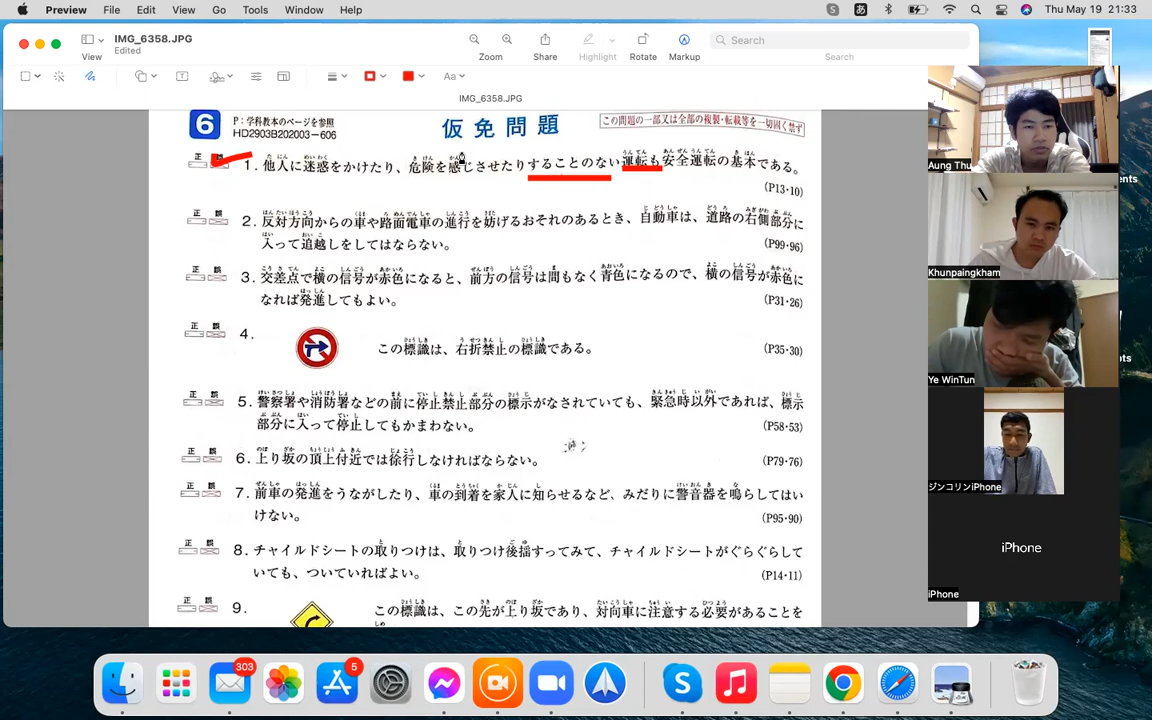 Preview File Edit View Go Tools Window Help あ Thu May 19 21:33
IMG_6358.JPG
Edited
View Zoom Share Highlight Rotate Markup Search
Search
Aa
IMG_6358.JPG
6 P：学科教本のページを参照
HD2903B202003－606
仮免問題
この問題の一部又は全部の複製・転載等を一切固く禁ず
正 誤 1．他人に迷惑をかけたり、危険を感じさせたりすることのない運転も安全運転の基本である。
(P13・10)
正 誤 2．反対方向からの車や路面電車の進行を妨げるおそれのあるとき、自動車は、道路の右側部分に
入って追越しをしてはならない。 (P99・96)
正 誤 3．交差点で横の信号が赤色になると、前方の信号は間もなく青色になるので、横の信号が赤色に
なれば発進してもよい。 (P31・26)
正 誤 4． この標識は、右折禁止の標識である。 (P35・30)
正 誤 5．警察署や消防署などの前に停止禁止部分の標示がなされていても、緊急時以外であれば、標示
部分に入って停止してもかまわない。 (P58・53)
正 誤 6．上り坂の頂上付近では徐行しなければならない。 (P79・76)
正 誤 7．前車の発進をうながしたり、車の到着を家人に知らせるなど、みだりに警音器を鳴らしてはい
けない。 (P95・90)
正 誤 8．チャイルドシートの取りつけは、取りつけ後揺すってみて、チャイルドシートがぐらぐらして
いても、ついていればよい。 (P14・11)
正 誤 9． この標識は、この先が上り坂であり、対向車に注意する必要があることを
Aung Thu
Khunpaingkham
Ye WinTun
ジンコリンiPhone
iPhone
iPhone
ents
pts
303
5